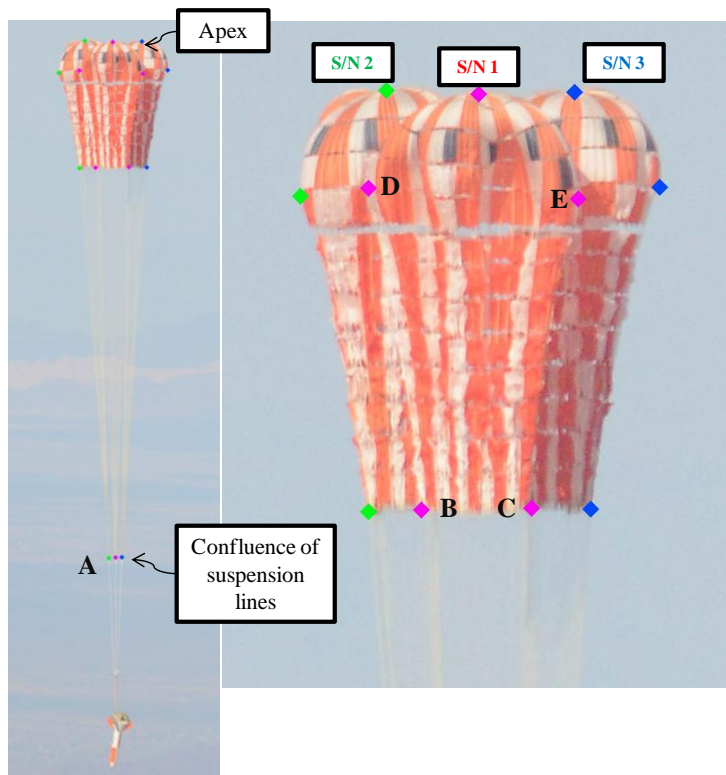 Apex
S/N 2
S/N 1
S/N 3
D
E
B
C
A
Confluence of
suspension
lines